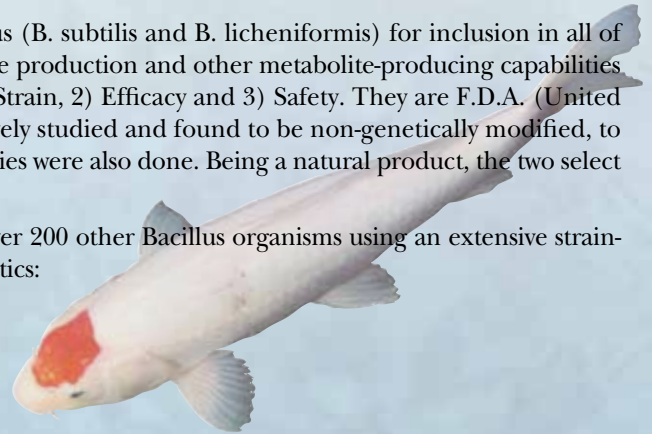 us (B. subtilis and B. licheniformis) for inclusion in all of
e production and other metabolite-producing capabilities
Strain, 2) Efficacy and 3) Safety. They are F.D.A. (United
ely studied and found to be non-genetically modified, to
ies were also done. Being a natural product, the two select
er 200 other Bacillus organisms using an extensive strain-
tics: